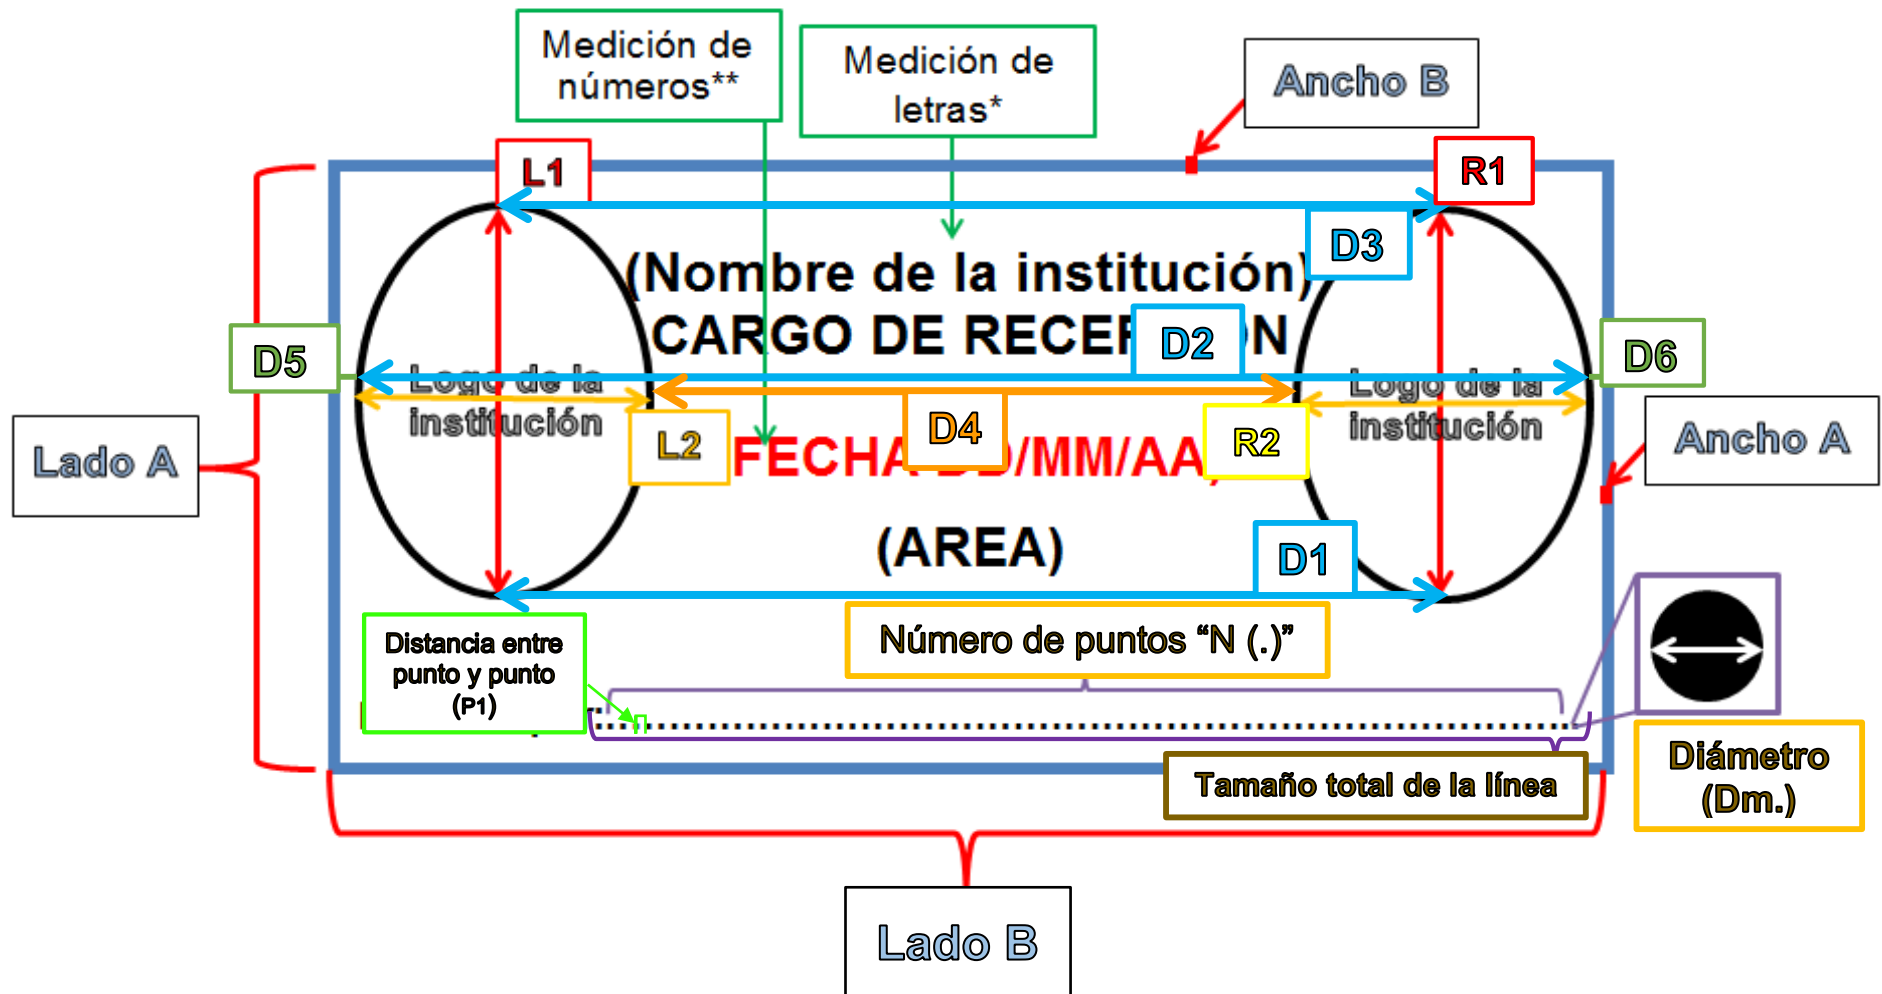 Medición de
números**
Medición de
letras*
Ancho B
L1
R1
D3
(Nombre de la institución)
CARGO DE RECEP
N
D2
D5
D6
Logo de la
institución
Logo de la
institución
L2
D4
R2
FECHA DD/MM/AA)
Lado A
Ancho A
(AREA)
D1
Distancia entre
punto y punto
(P1)
Número de puntos “N (.)”
Tamaño total de la línea
Diámetro
(Dm.)
Lado B